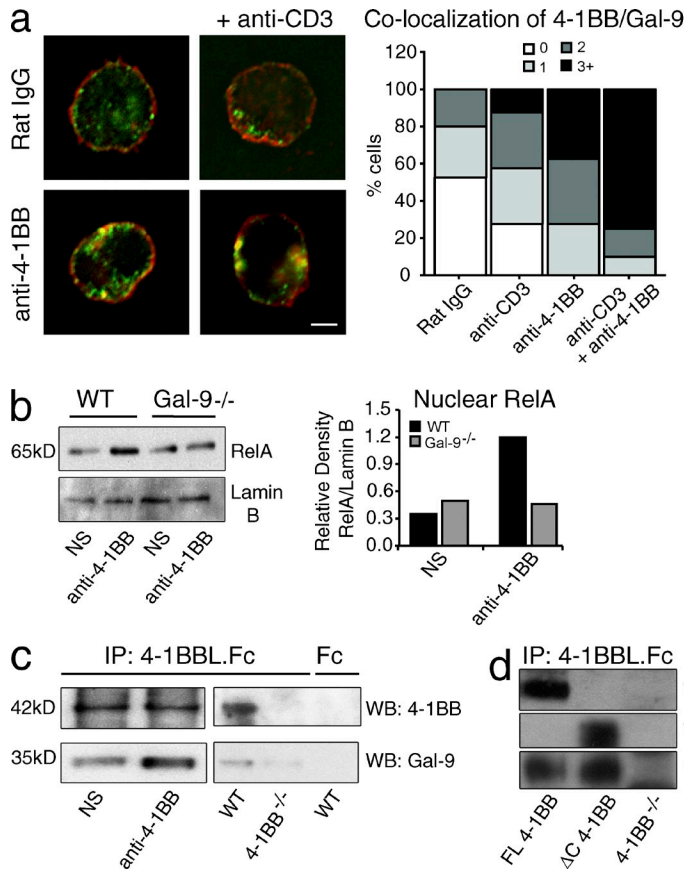 a
+ anti-CD3
Rat IgG
anti-4-1BB
Co-localization of 4-1BB/Gal-9
0
2
1
3+
120
100
80
60
40
20
0
% cells
Rat IgG
anti-CD3
anti-4-1BB
anti-CD3
+ anti-4-1BB
b
WT
Gal-9-/-
65kD
RelA
Lamin
B
NS
anti-4-1BB
NS
anti-4-1BB
Nuclear RelA
WT
Gal-9-/-
1.5
1.2
0.9
0.6
0.3
0.0
Relative Density
RelA/Lamin B
NS
anti-4-1BB
c
IP: 4-1BBL.Fc
Fc
42kD
WB: 4-1BB
35kD
WB: Gal-9
NS
anti-4-1BB
WT
4-1BB-/-
WT
d
IP: 4-1BBL.Fc
FL 4-1BB
ΔC 4-1BB
4-1BB-/-